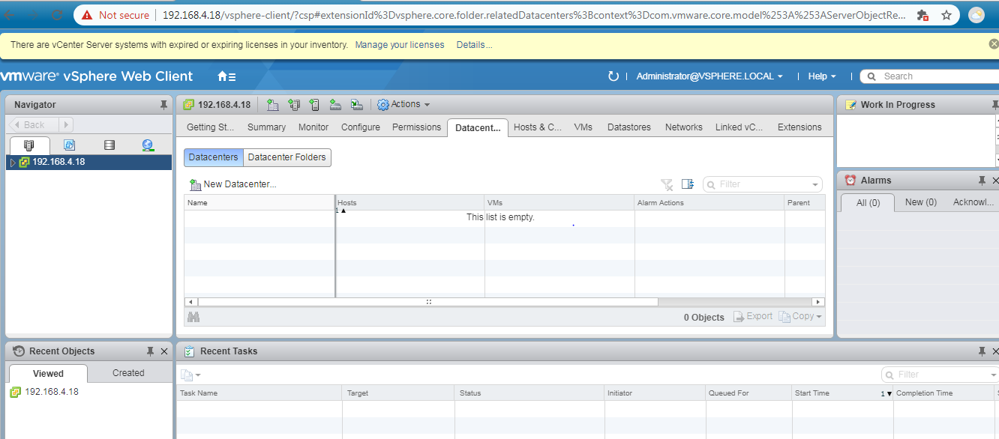 Not secure | 192.168.4.18/vsphere-client/?csp#extensionId%3Dvsphere.core.folder.relatedDatacenters%3Bcontext%3Dcom.vmware.core.model%253A%253AServerObjectRe...
There are vCenter Server systems with expired or expiring licenses in your inventory. Manage your licenses Details...
vmware® vSphere Web Client
Administrator@VSPHERE.LOCAL | Help | Search
Navigator
Back
192.168.4.18
192.168.4.18 Actions
Getting St... Summary Monitor Configure Permissions Datacent... Hosts & C... VMs Datastores Networks Linked vC... Extensions
Datacenters Datacenter Folders
New Datacenter... Filter
Name Hosts 1 VMs Alarm Actions Parent
This list is empty.
0 Objects Export Copy
Work In Progress
Alarms
All (0) New (0) Acknowl...
Recent Objects
Viewed Created
192.168.4.18
Recent Tasks
Filter
Task Name Target Status Initiator Queued For Start Time 1 Completion Time